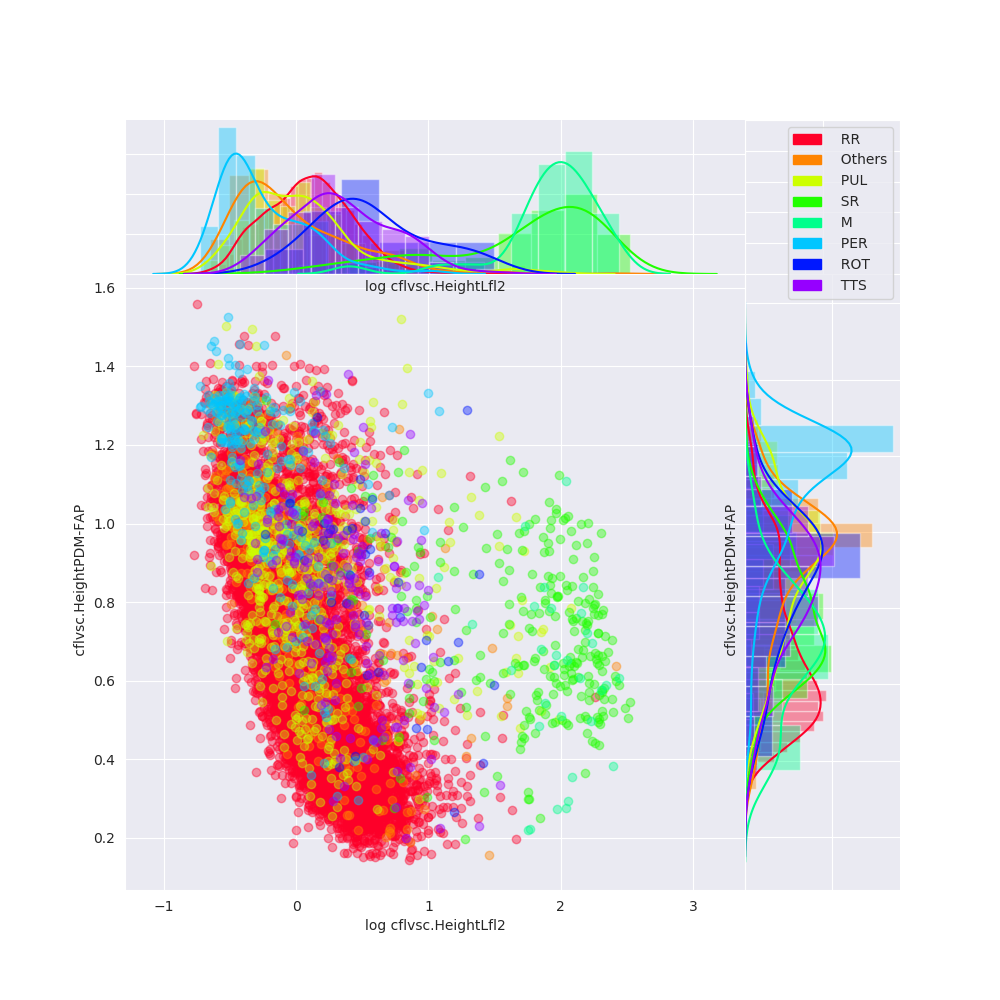 RR
Others
PUL
SR
M
PER
ROT
TTS
log cflvsc.HeightLfl2
1.6
1.4
1.2
1.0
0.8
0.6
0.4
0.2
cflvsc.HeightPDM-FAP
cflvsc.HeightPDM-FAP
−1
0
1
2
3
log cflvsc.HeightLfl2